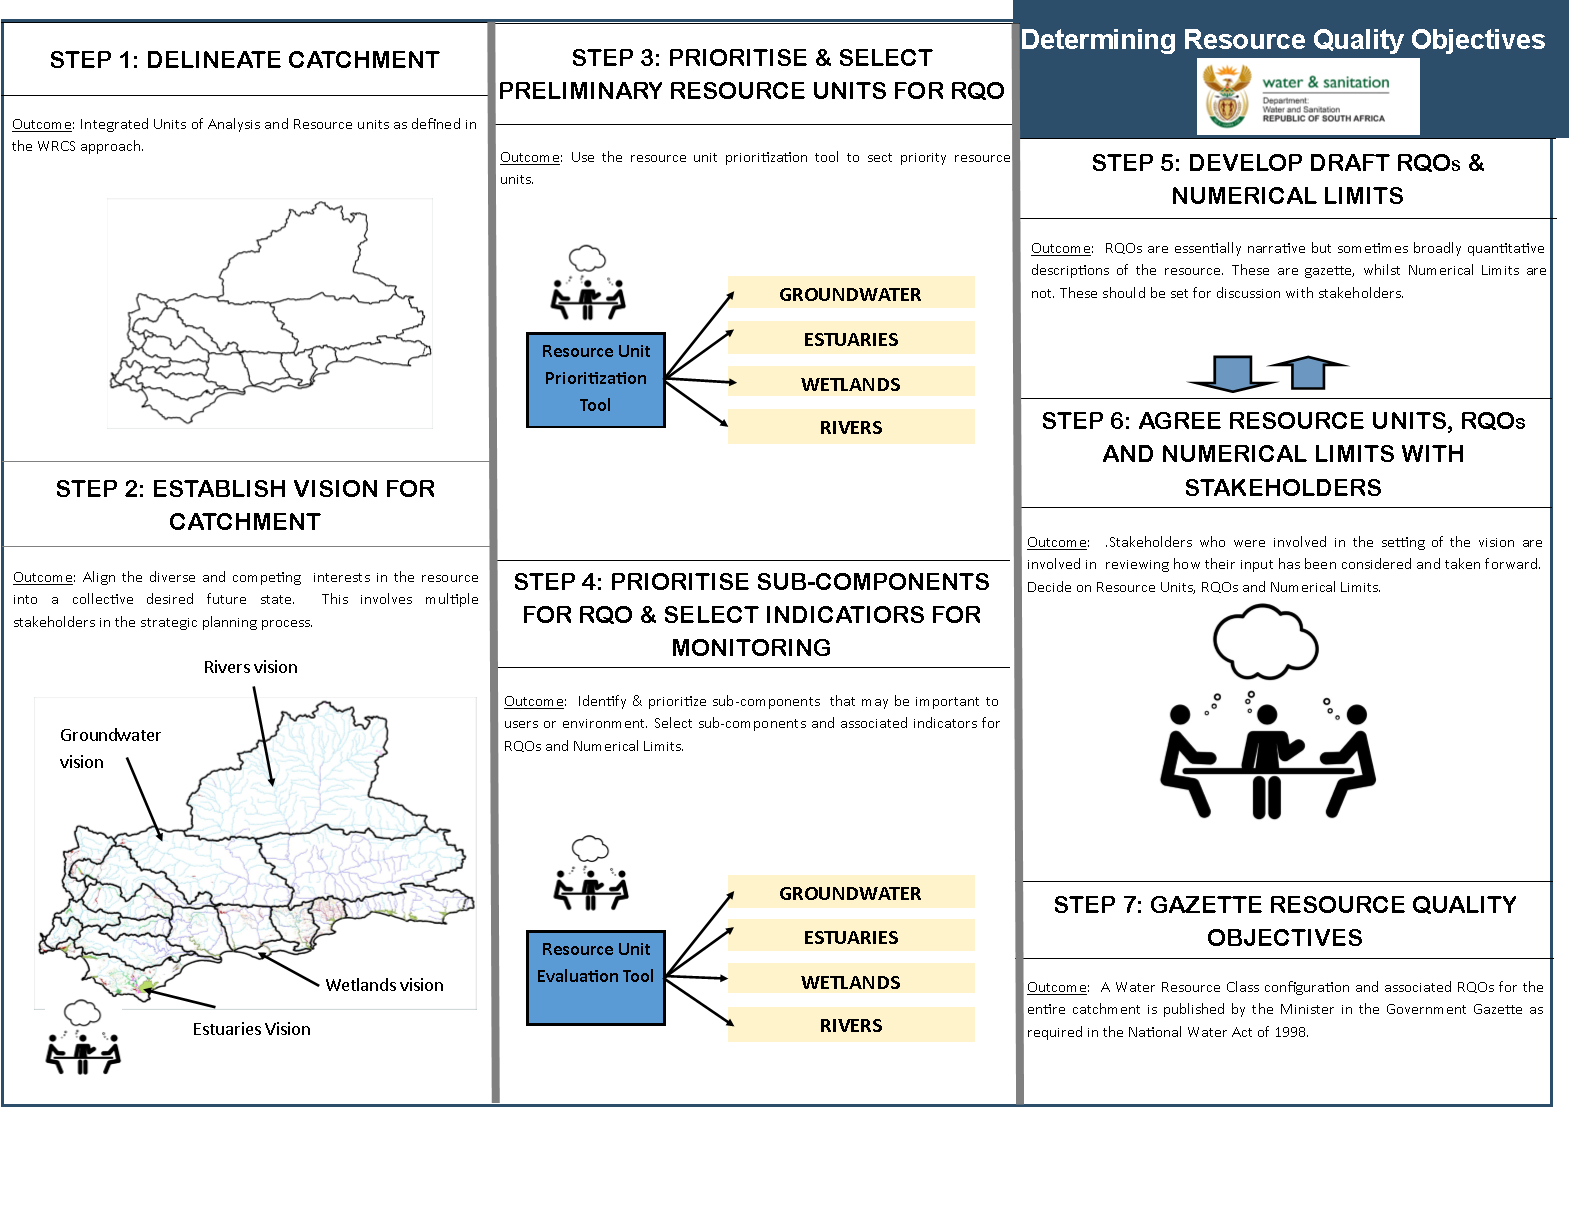 STEP 1: DELINEATE CATCHMENT
Outcome: Integrated Units of Analysis and Resource units as defined in
the WRCS approach.
STEP 2: ESTABLISH VISION FOR
CATCHMENT
Outcome: Align the diverse and competing interests in the resource
into a collective desired future state. This involves multiple
stakeholders in the strategic planning process.
Rivers vision
Groundwater
vision
Wetlands vision
Estuaries Vision
STEP 3: PRIORITISE & SELECT
PRELIMINARY RESOURCE UNITS FOR RQO
Outcome: Use the resource unit prioritization tool to sect priority resource
units.
Resource Unit
Prioritization
Tool
GROUNDWATER
ESTUARIES
WETLANDS
RIVERS
STEP 4: PRIORITISE SUB-COMPONENTS
FOR RQO & SELECT INDICATIORS FOR
MONITORING
Outcome: Identify & prioritize sub-components that may be important to
users or environment. Select sub-components and associated indicators for
RQOs and Numerical Limits.
Resource Unit
Evaluation Tool
GROUNDWATER
ESTUARIES
WETLANDS
RIVERS
Determining Resource Quality Objectives
water & sanitation
Department:
Water and Sanitation
REPUBLIC OF SOUTH AFRICA
STEP 5: DEVELOP DRAFT RQOs &
NUMERICAL LIMITS
Outcome: RQOs are essentially narrative but sometimes broadly quantitative
descriptions of the resource. These are gazette, whilst Numerical Limits are
not. These should be set for discussion with stakeholders.
STEP 6: AGREE RESOURCE UNITS, RQOs
AND NUMERICAL LIMITS WITH
STAKEHOLDERS
Outcome: .Stakeholders who were involved in the setting of the vision are
involved in reviewing how their input has been considered and taken forward.
Decide on Resource Units, RQOs and Numerical Limits.
STEP 7: GAZETTE RESOURCE QUALITY
OBJECTIVES
Outcome: A Water Resource Class configuration and associated RQOs for the
entire catchment is published by the Minister in the Government Gazette as
required in the National Water Act of 1998.